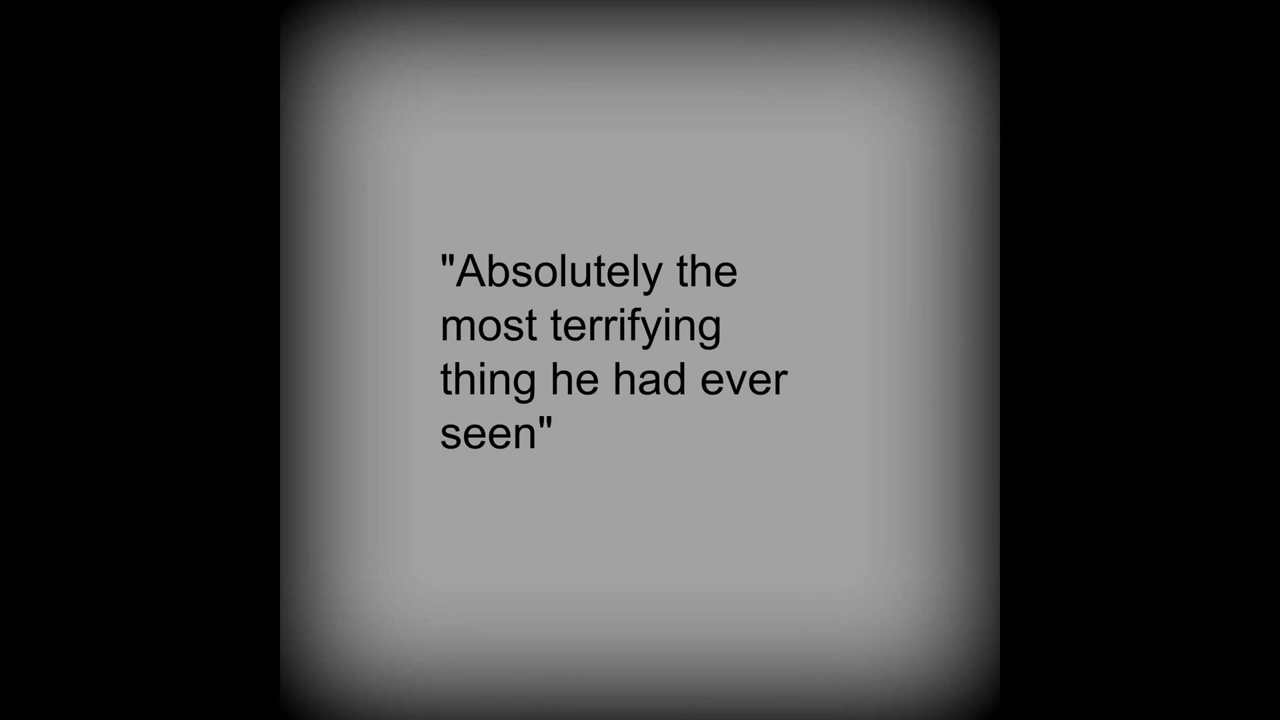 "Absolutely the
most terrifying
thing he had ever
seen"